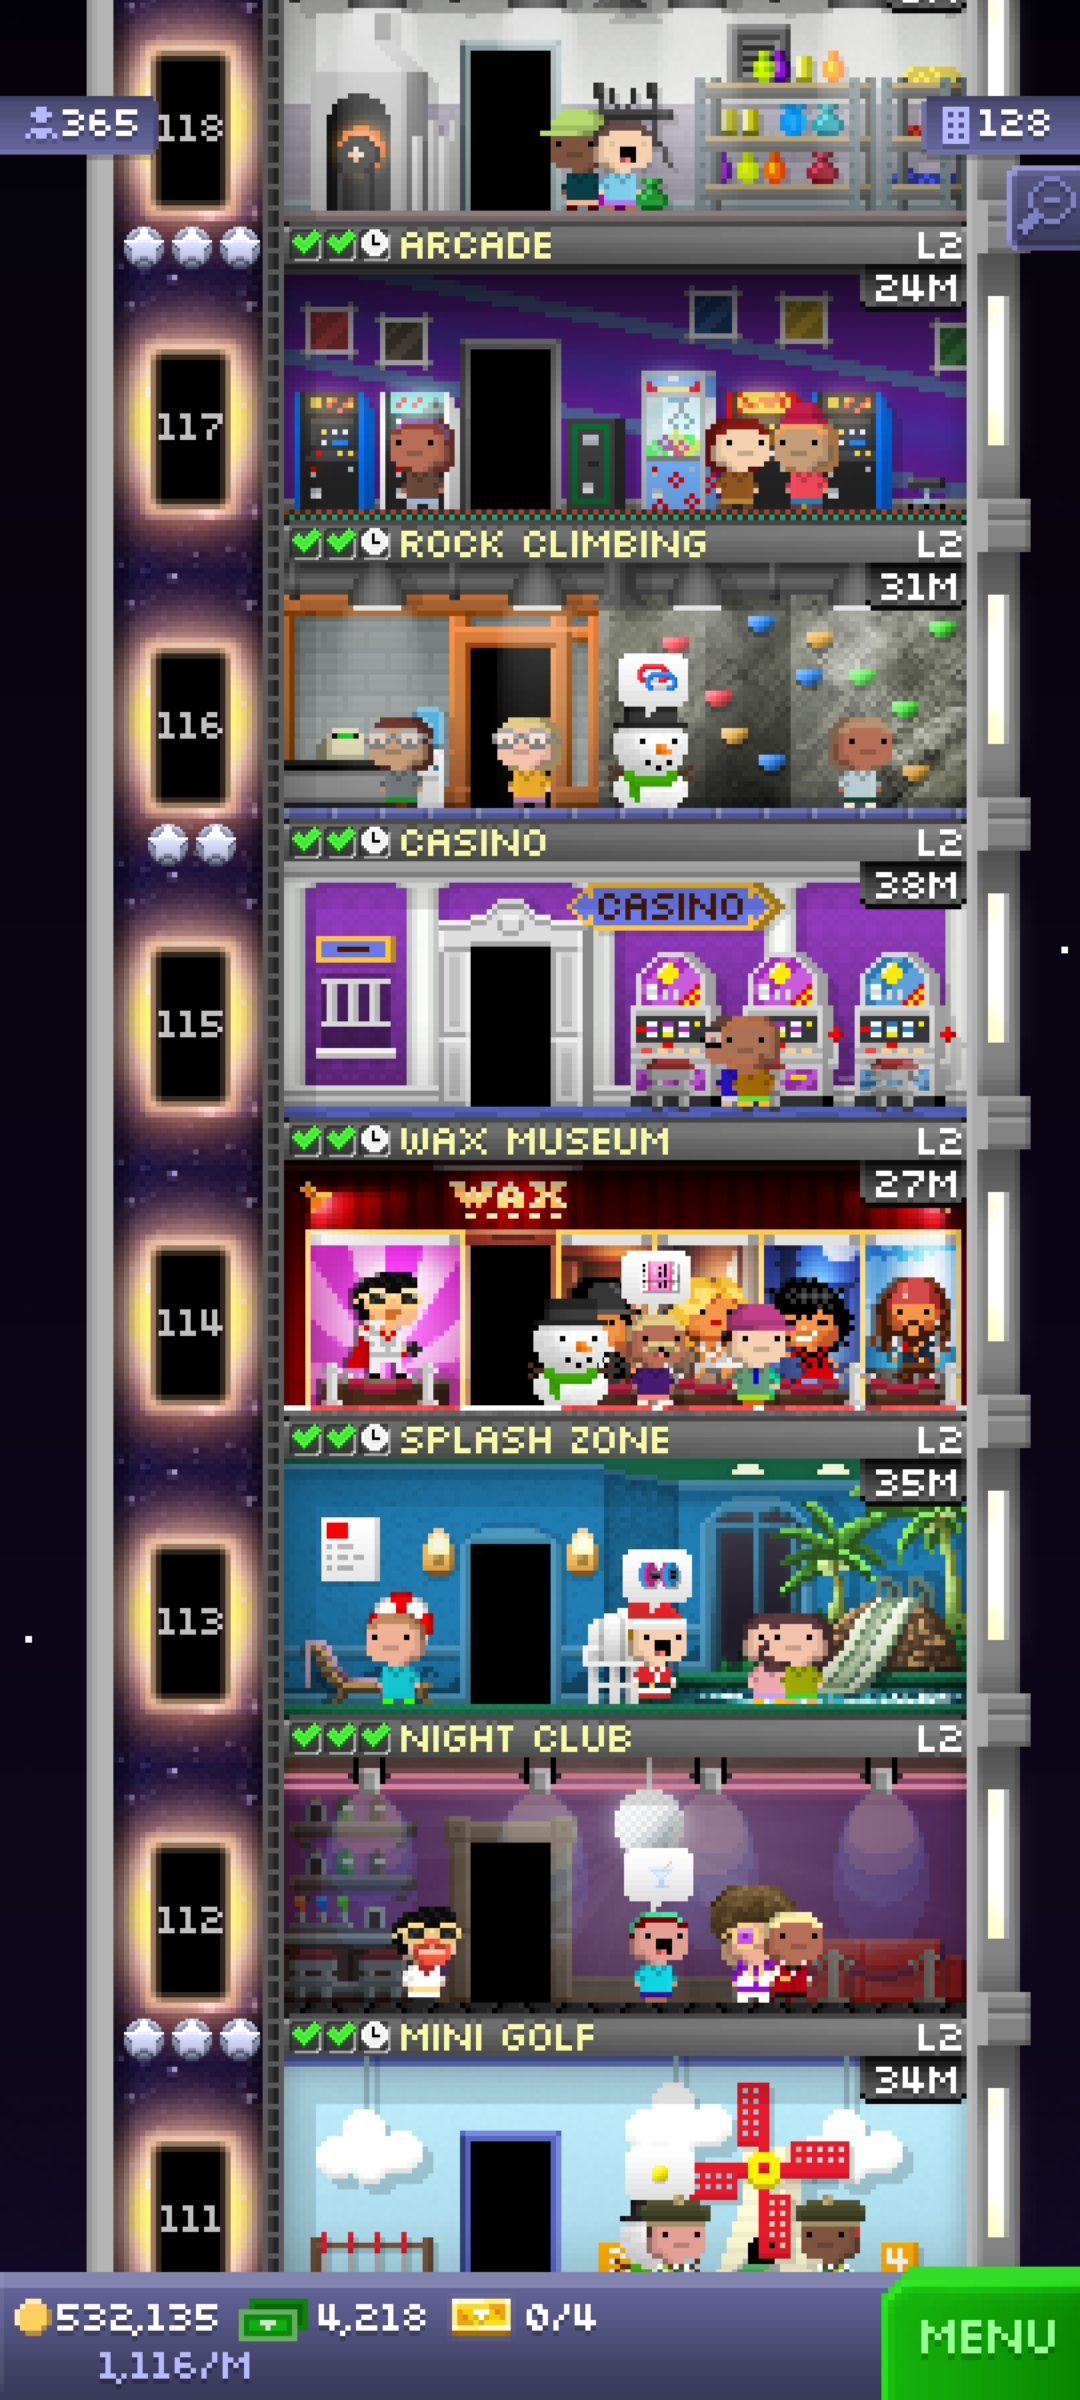 365
118
128
ARCADE L2
24M
117
ROCK CLIMBING L2
31M
116
CASINO L2
38M
CASINO
115
WAX MUSEUM L2
27M
WAX
114
SPLASH ZONE L2
35M
113
NIGHT CLUB L2
112
MINI GOLF L2
34M
111
4
532,135 4,218 0/4
1,116/M
MENU